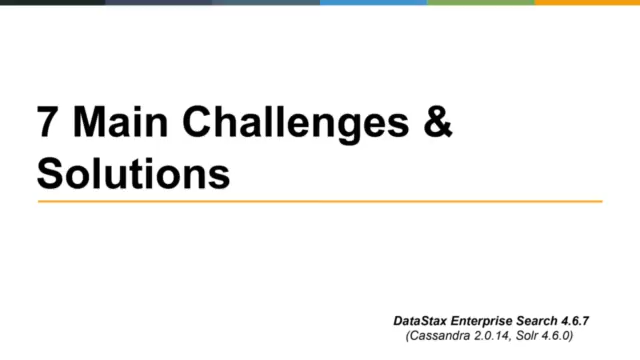 7 Main Challenges &
Solutions
DataStax Enterprise Search 4.6.7
(Cassandra 2.0.14, Solr 4.6.0)